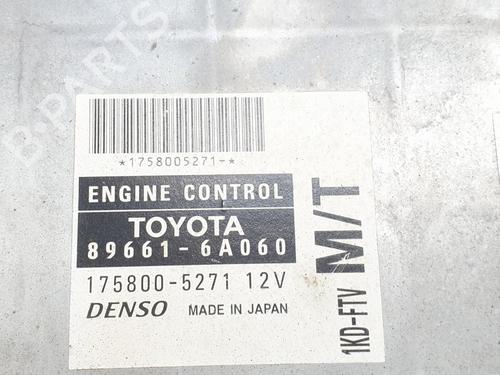 B-PARTS
*1758005271-*
ENGINE CONTROL
TOYOTA
89661-6A060
175800-5271 12V
DENSO MADE IN JAPAN
M/T
1KD-FTV